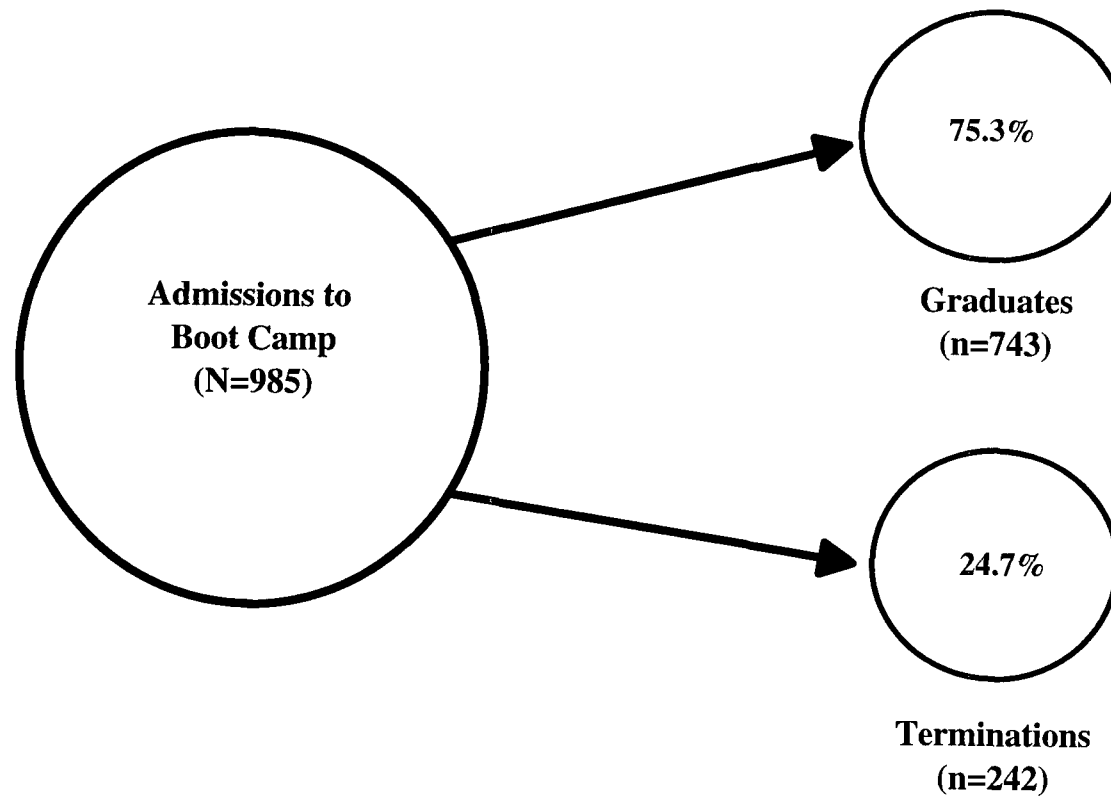 75.3%
Admissions to
Boot Camp
(N=985)
Graduates
(n=743)
24.7%
Terminations
(n=242)